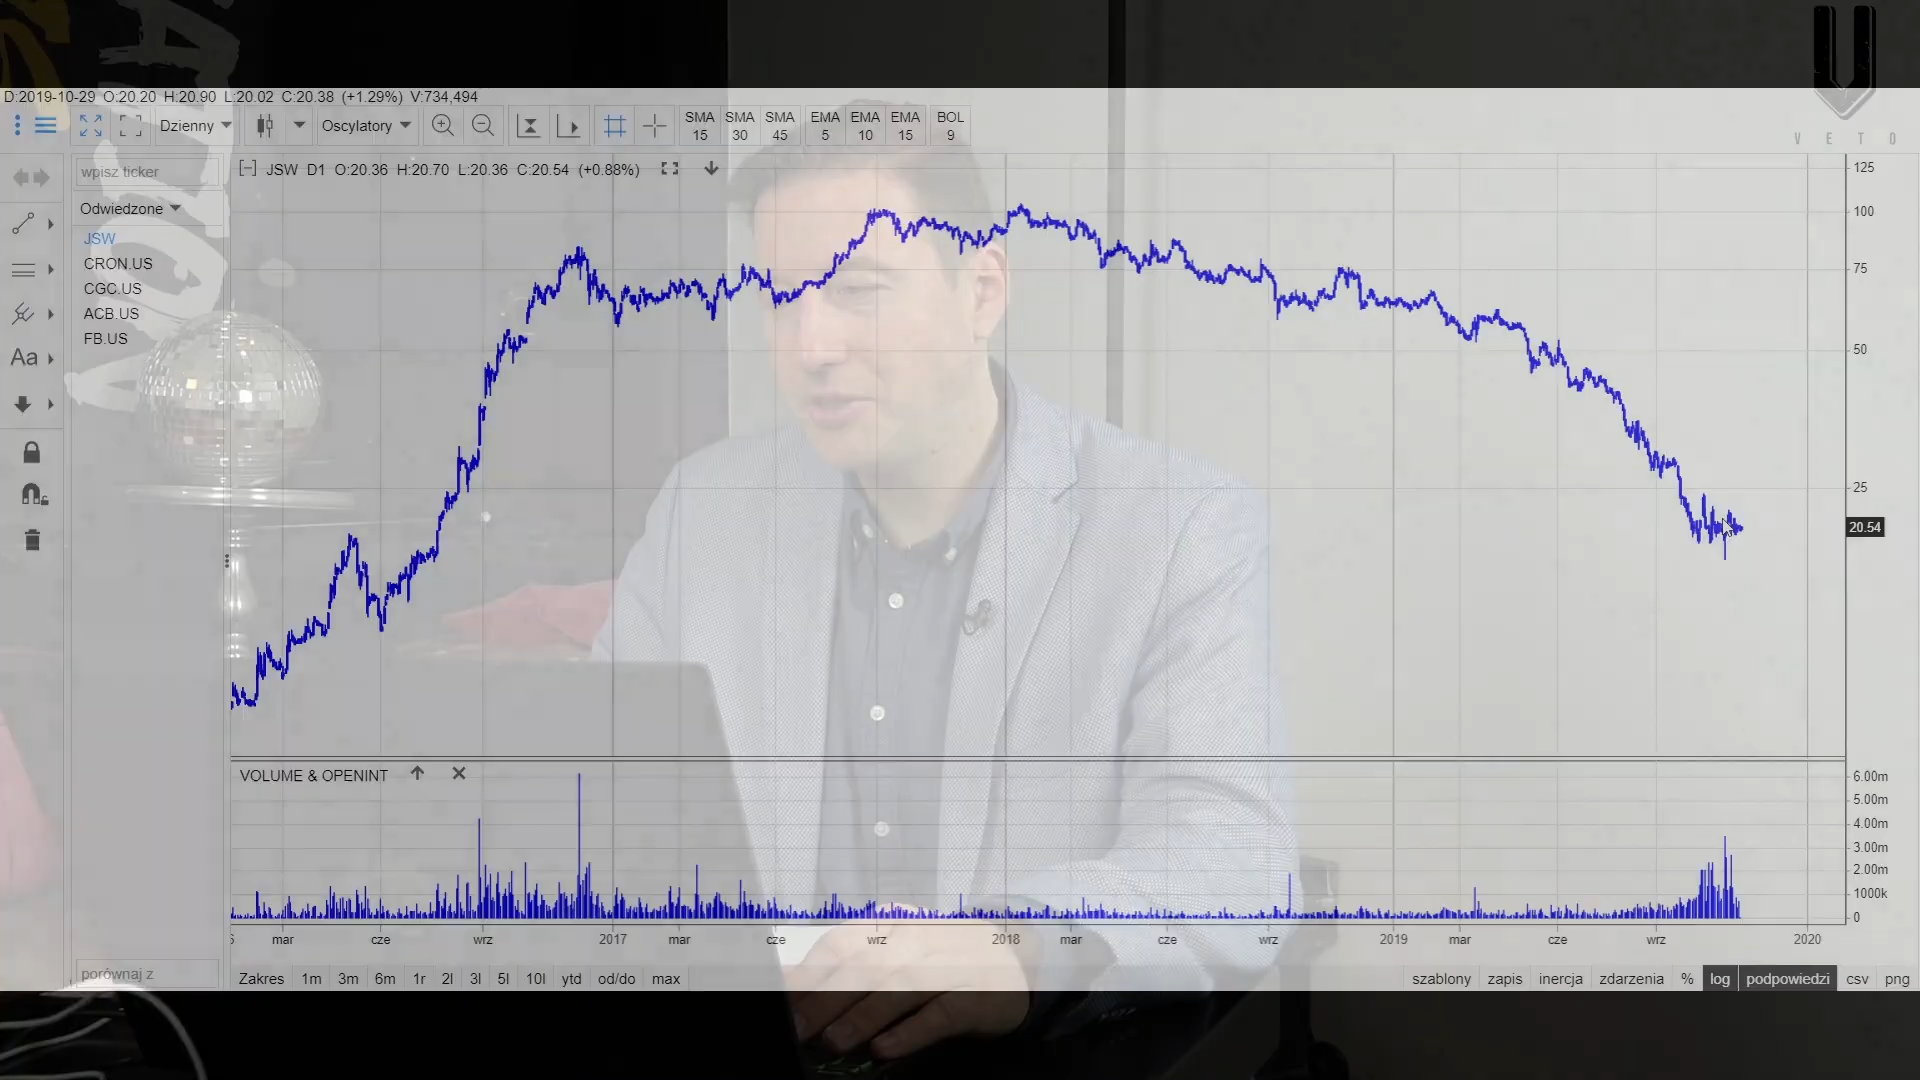 VETO
D:2019-10-29 O:20.20 H:20.90 L:20.02 C:20.38 (+1.29%) V:734,494
Dzienny Oscylatory SMA 15 SMA 30 SMA 45 EMA 5 EMA 10 EMA 15 BOL 9
wpisz ticker
[-] JSW D1 O:20.36 H:20.70 L:20.36 C:20.54 (+0.88%)
Odwiedzone
JSW
CRON.US
CGC.US
ACB.US
FB.US
Aa
125
100
75
50
25
20.54
VOLUME & OPENINT
6.00m
5.00m
4.00m
3.00m
2.00m
1000k
0
6 mar cze wrz 2017 mar cze wrz 2018 mar cze wrz 2019 mar cze wrz 2020
porównaj z
Zakres 1m 3m 6m 1r 2l 3l 5l 10l ytd od/do max szablony zapis inercja zdarzenia % log podpowiedzi csv png